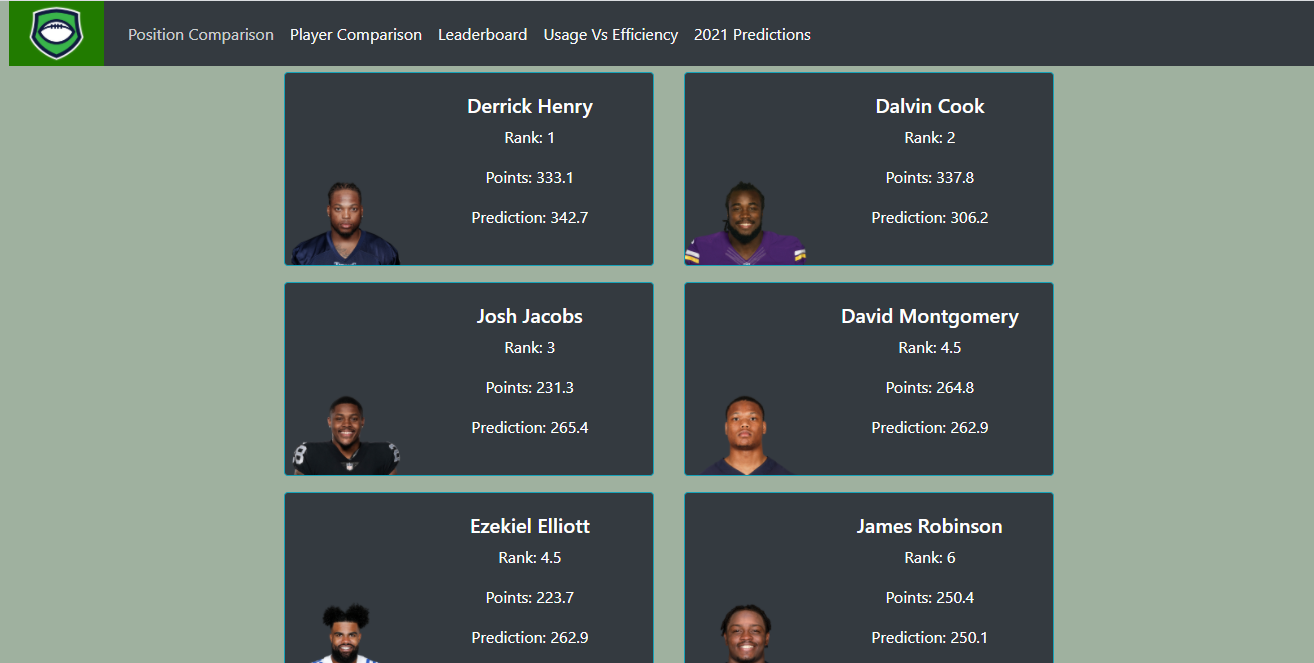 Position Comparison Player Comparison Leaderboard Usage Vs Efficiency 2021 Predictions
Derrick Henry
Rank: 1
Points: 333.1
Prediction: 342.7
Dalvin Cook
Rank: 2
Points: 337.8
Prediction: 306.2
Josh Jacobs
Rank: 3
Points: 231.3
Prediction: 265.4
8
David Montgomery
Rank: 4.5
Points: 264.8
Prediction: 262.9
Ezekiel Elliott
Rank: 4.5
Points: 223.7
Prediction: 262.9
James Robinson
Rank: 6
Points: 250.4
Prediction: 250.1